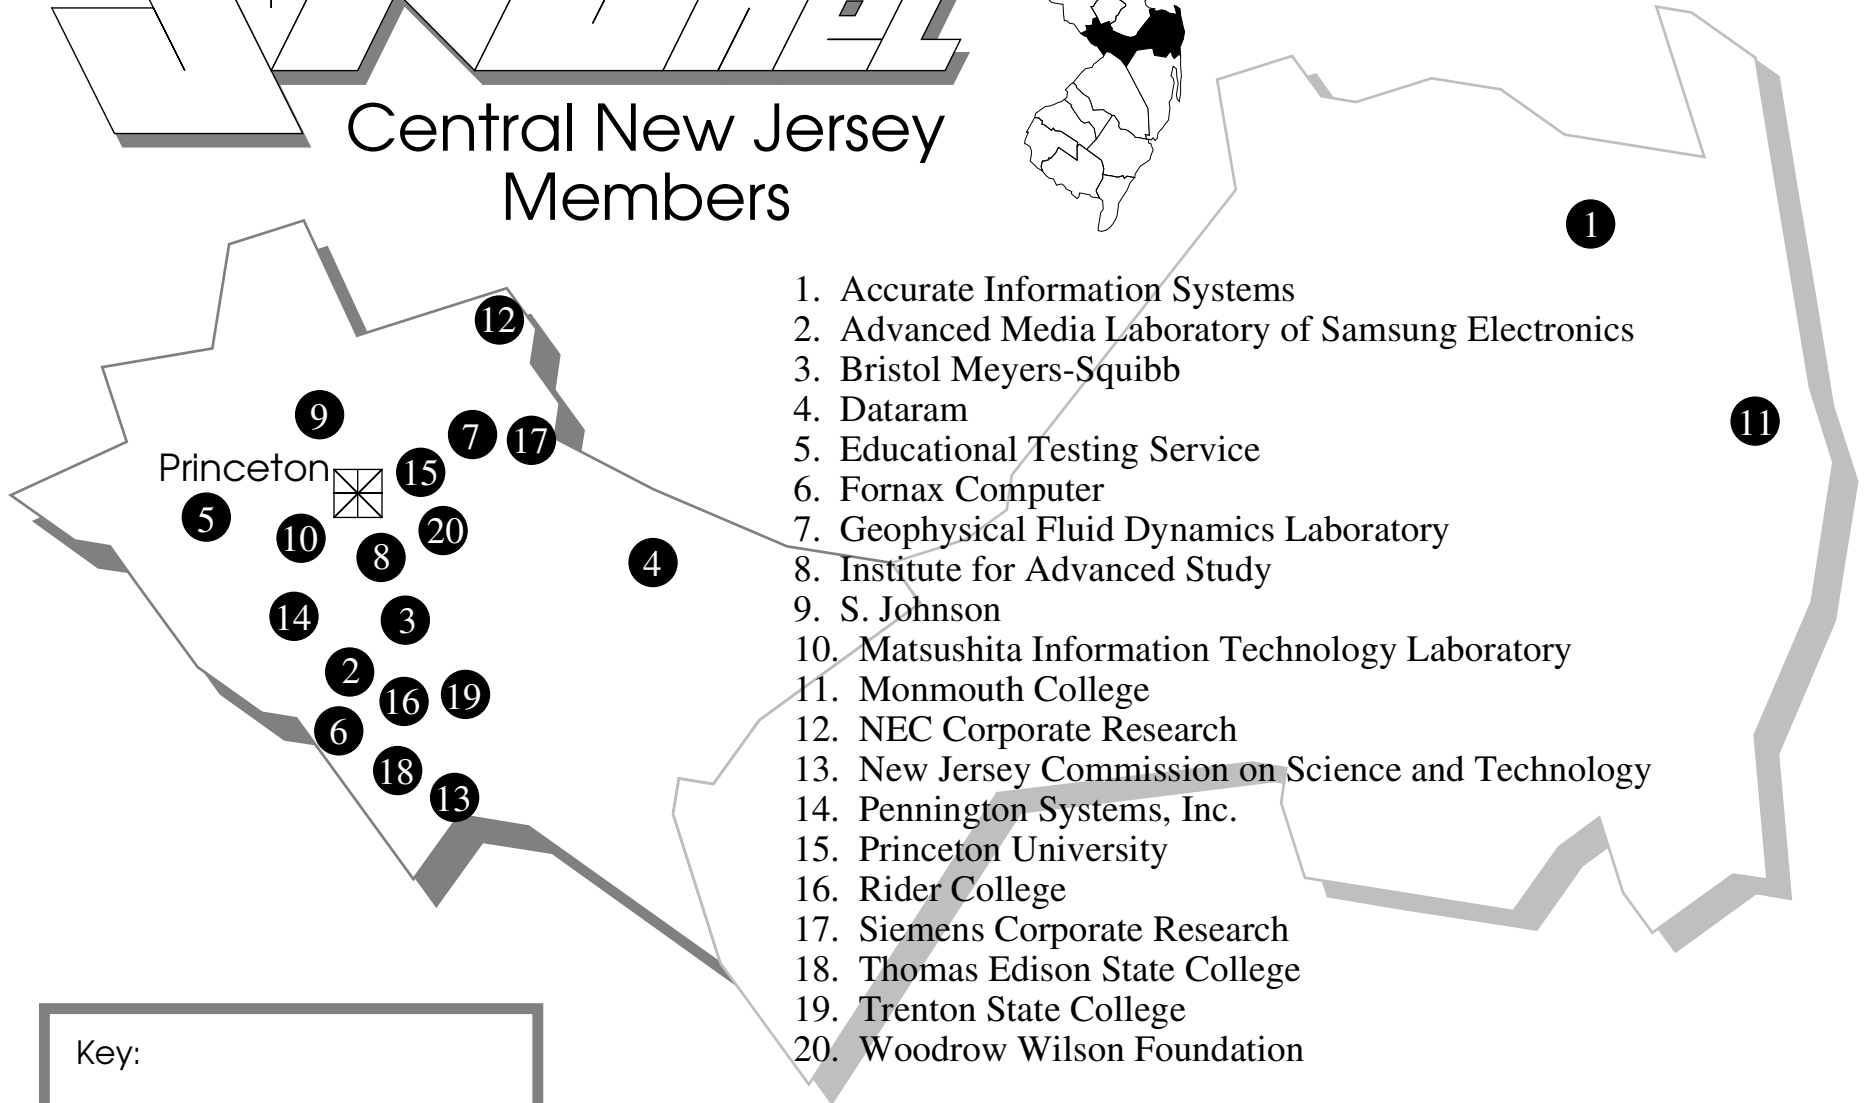 Central New Jersey
Members
1. Accurate Information Systems
2. Advanced Media Laboratory of Samsung Electronics
3. Bristol Meyers-Squibb
4. Dataram
5. Educational Testing Service
6. Fornax Computer
7. Geophysical Fluid Dynamics Laboratory
8. Institute for Advanced Study
9. S. Johnson
10. Matsushita Information Technology Laboratory
11. Monmouth College
12. NEC Corporate Research
13. New Jersey Commission on Science and Technology
14. Pennington Systems, Inc.
15. Princeton University
16. Rider College
17. Siemens Corporate Research
18. Thomas Edison State College
19. Trenton State College
20. Woodrow Wilson Foundation
12
9
7
17
Princeton
15
5
10
20
8
4
14
3
2
16
19
6
18
13
1
11
Key: